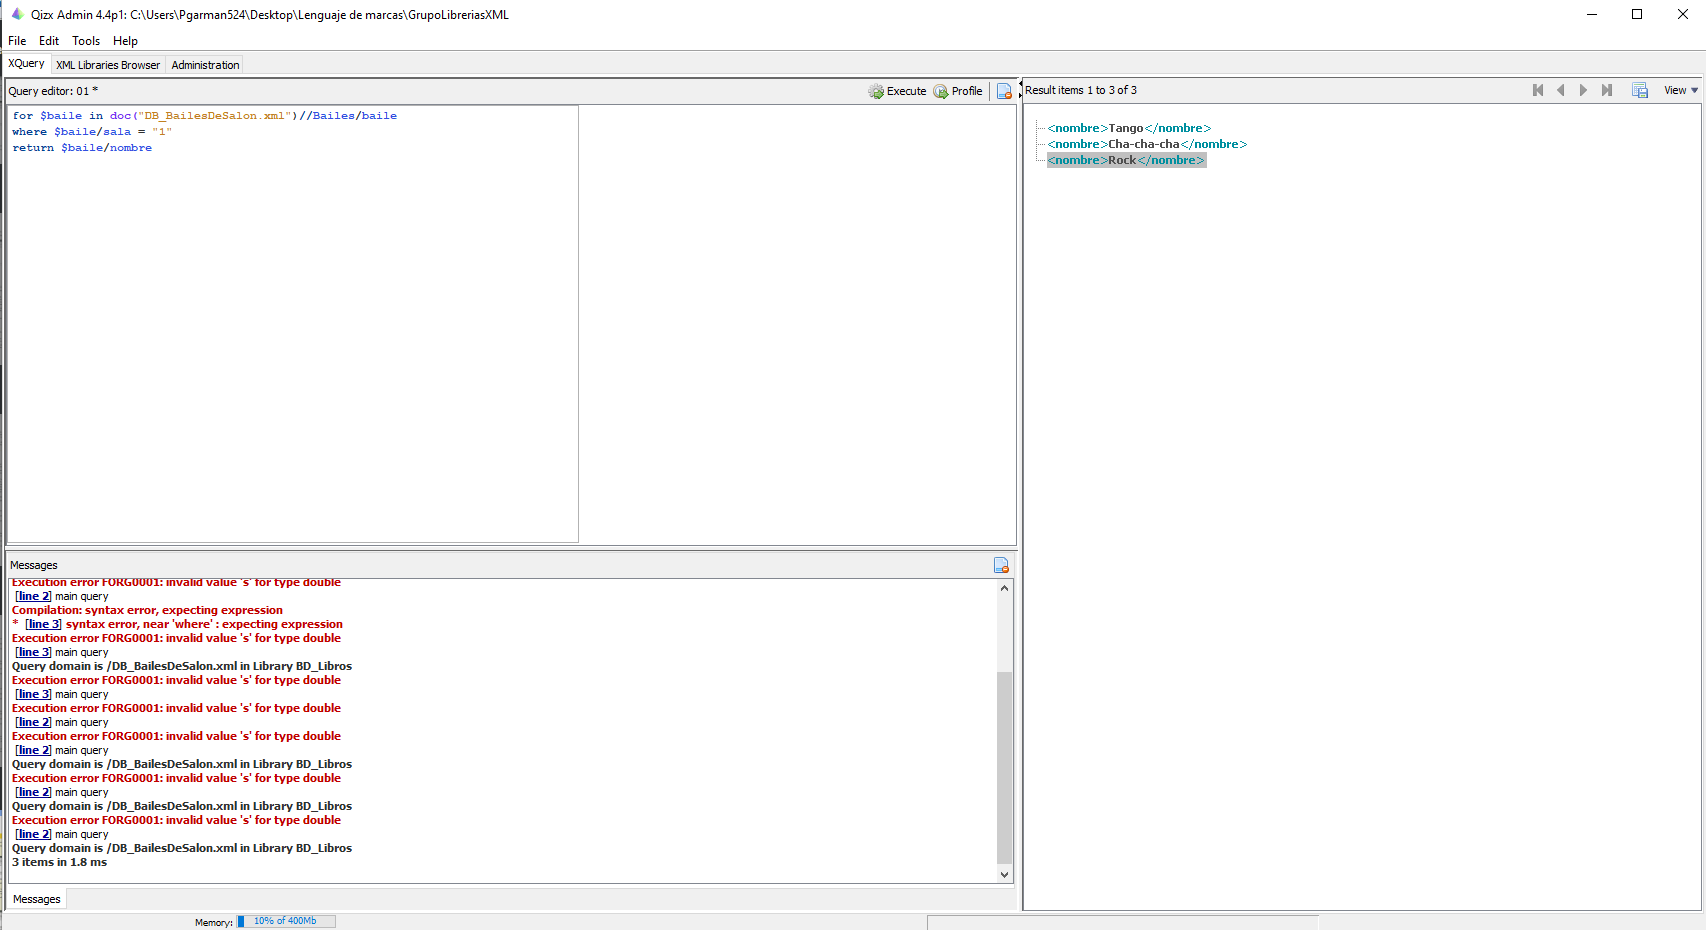 Qizx Admin 4.4p1: C:\Users\Pgarman524\Desktop\Lenguaje de marcas\GrupoLibreriasXML
File Edit Tools Help
XQuery XML Libraries Browser Administration
Query editor: 01 * Execute Profile
for $baile in doc("DB_BailesDeSalon.xml")//Bailes/baile
where $baile/sala = "1"
return $baile/nombre
Messages
Execution error FORG0001: invalid value 's' for type double
[line 2] main query
Compilation: syntax error, expecting expression
* [line 3] syntax error, near 'where' : expecting expression
Execution error FORG0001: invalid value 's' for type double
[line 3] main query
Query domain is /DB_BailesDeSalon.xml in Library BD_Libros
Execution error FORG0001: invalid value 's' for type double
[line 3] main query
Execution error FORG0001: invalid value 's' for type double
[line 2] main query
Execution error FORG0001: invalid value 's' for type double
[line 2] main query
Query domain is /DB_BailesDeSalon.xml in Library BD_Libros
Execution error FORG0001: invalid value 's' for type double
[line 2] main query
Query domain is /DB_BailesDeSalon.xml in Library BD_Libros
Execution error FORG0001: invalid value 's' for type double
[line 2] main query
Query domain is /DB_BailesDeSalon.xml in Library BD_Libros
3 items in 1.8 ms
Messages
Memory: 10% of 400Mb
Result items 1 to 3 of 3 View
<nombre>Tango</nombre>
<nombre>Cha-cha-cha</nombre>
<nombre>Rock</nombre>